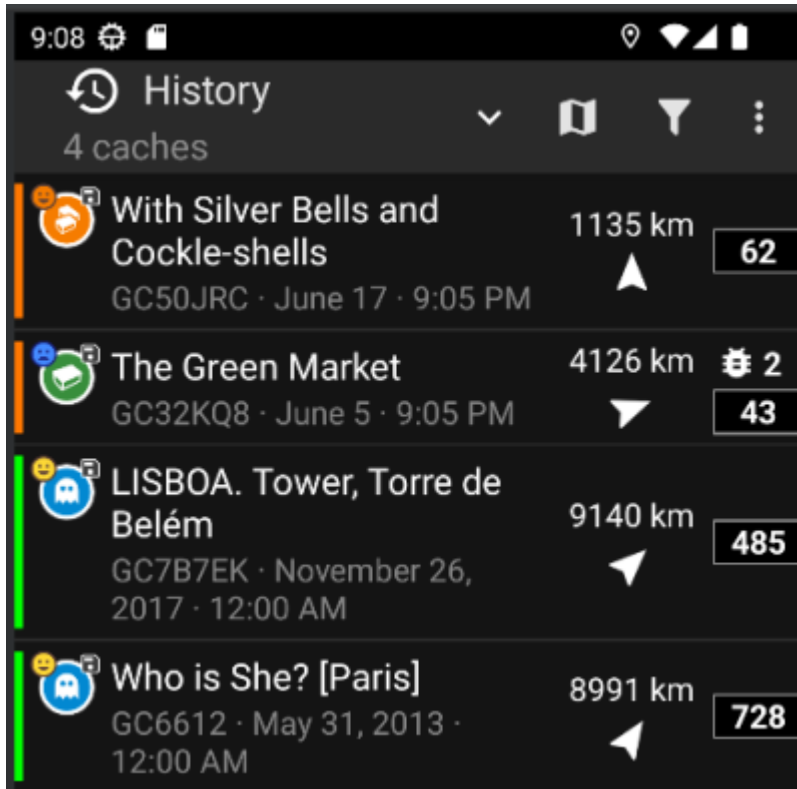 9:08
History
4 caches
With Silver Bells and
Cockle-shells
GC50JRC · June 17 · 9:05 PM
1135 km
62
The Green Market
GC32KQ8 · June 5 · 9:05 PM
4126 km
2
43
LISBOA. Tower, Torre de
Belém
GC7B7EK · November 26,
2017 · 12:00 AM
9140 km
485
Who is She? [Paris]
GC6612 · May 31, 2013 ·
12:00 AM
8991 km
728